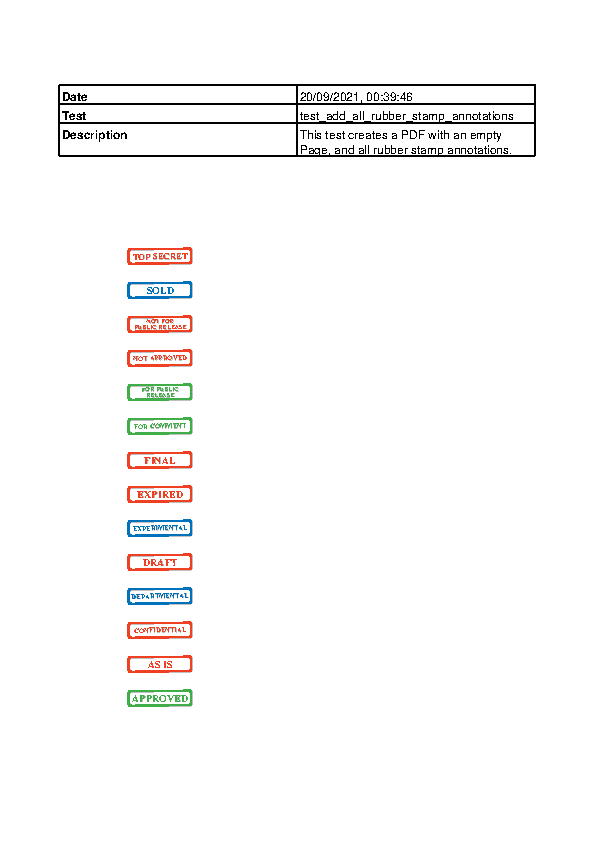 Date 20/09/2021, 00:39:46
Test test_add_all_rubber_stamp_annotations
Description This test creates a PDF with an empty
Page, and all rubber stamp annotations.
TOP SECRET
SOLD
NOT FOR
PUBLIC RELEASE
NOT APPROVED
FOR PUBLIC
RELEASE
FOR COMMENT
FINAL
EXPIRED
EXPERIMENTAL
DRAFT
DEPARTMENTAL
CONFIDENTIAL
AS IS
APPROVED